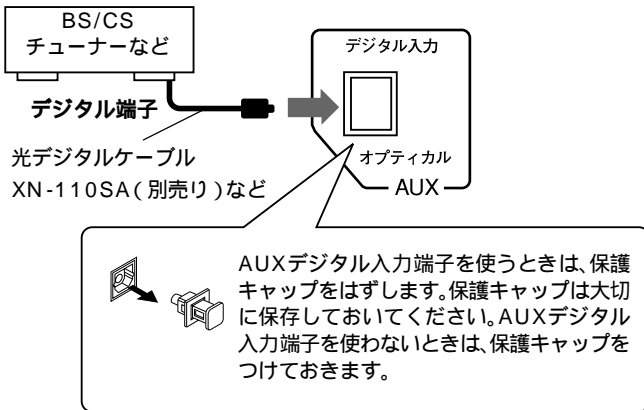 BS/CS
チューナーなど
デジタル端子
光デジタルケーブル
XN-110SA(別売り)など
デジタル入力
オプティカル
AUX
AUXデジタル入力端子を使うときは、保護
キャップをはずします。保護キャップは大切
に保存しておいてください。AUXデジタル
入力端子を使わないときは、保護キャップを
つけておきます。